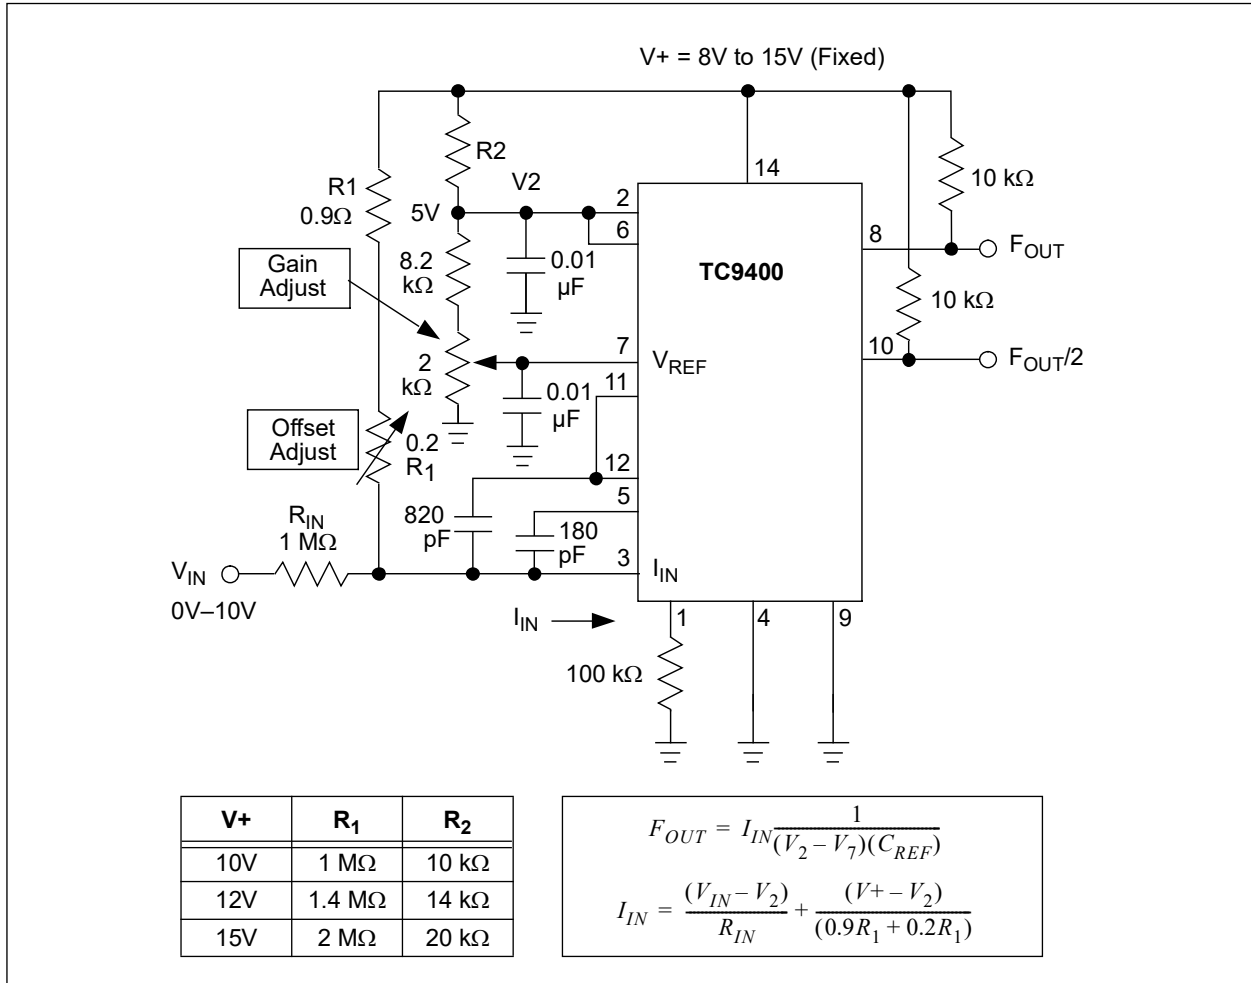 V+ = 8V to 15V (Fixed)
R2
14
10 kΩ
R1
0.9Ω
V2
5V
2
6
8
F_OUT
Gain
Adjust
8.2
kΩ
0.01
µF
TC9400
10 kΩ
2
kΩ
7
V_REF
10
F_OUT/2
11
0.01
µF
Offset
Adjust
0.2
R_1
12
5
820
pF
180
pF
R_IN
1 MΩ
3
I_IN
V_IN
0V–10V
I_IN
1
4
9
100 kΩ
V+ R_1 R_2
10V 1 MΩ 10 kΩ
12V 1.4 MΩ 14 kΩ
15V 2 MΩ 20 kΩ
F_OUT = I_IN 1 / (V_2 – V_7)(C_REF)
I_IN = (V_IN – V_2) / R_IN + (V+ – V_2) / (0.9R_1 + 0.2R_1)